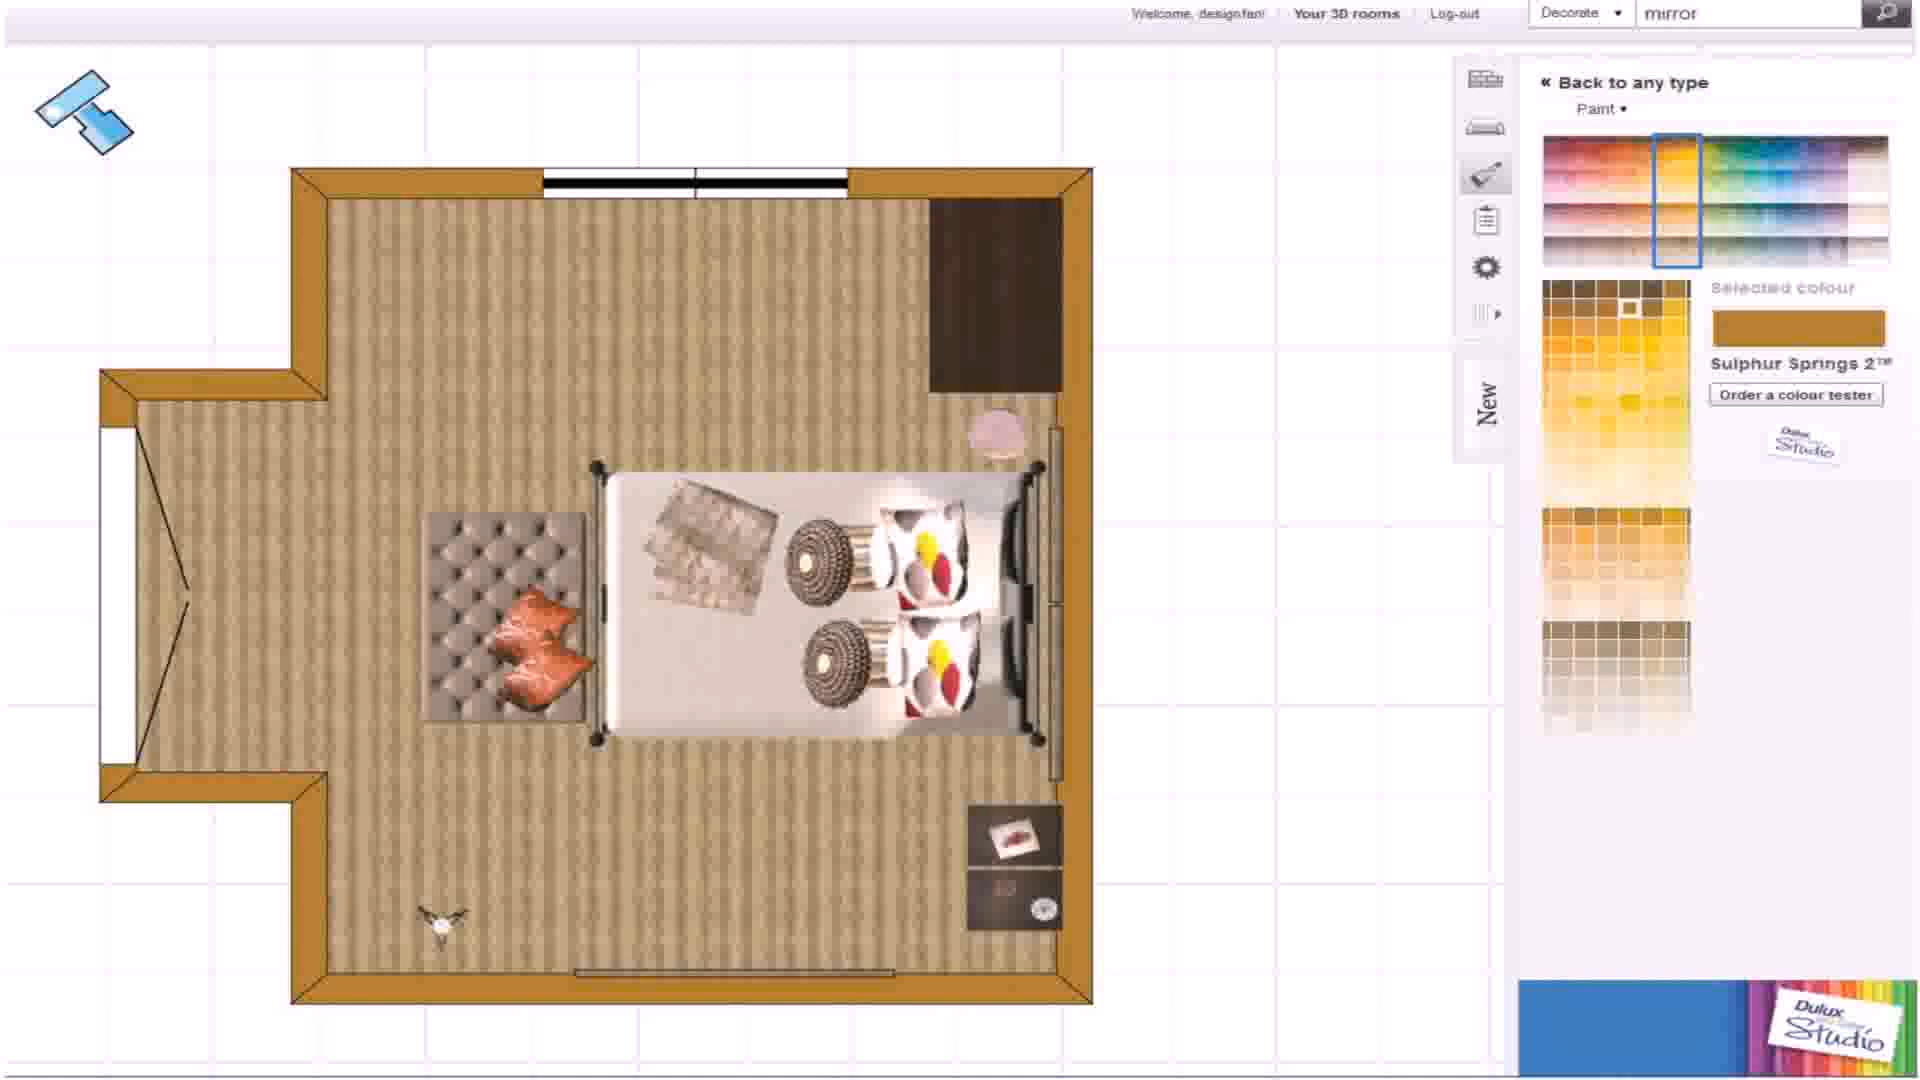 Welcome, designfan!
Your 3D rooms
Log-out
Decorate
mirror
« Back to any type
Paint
Selected colour
Sulphur Springs 2™
Order a colour tester
Dulux
Studio
New
Dulux
Studio